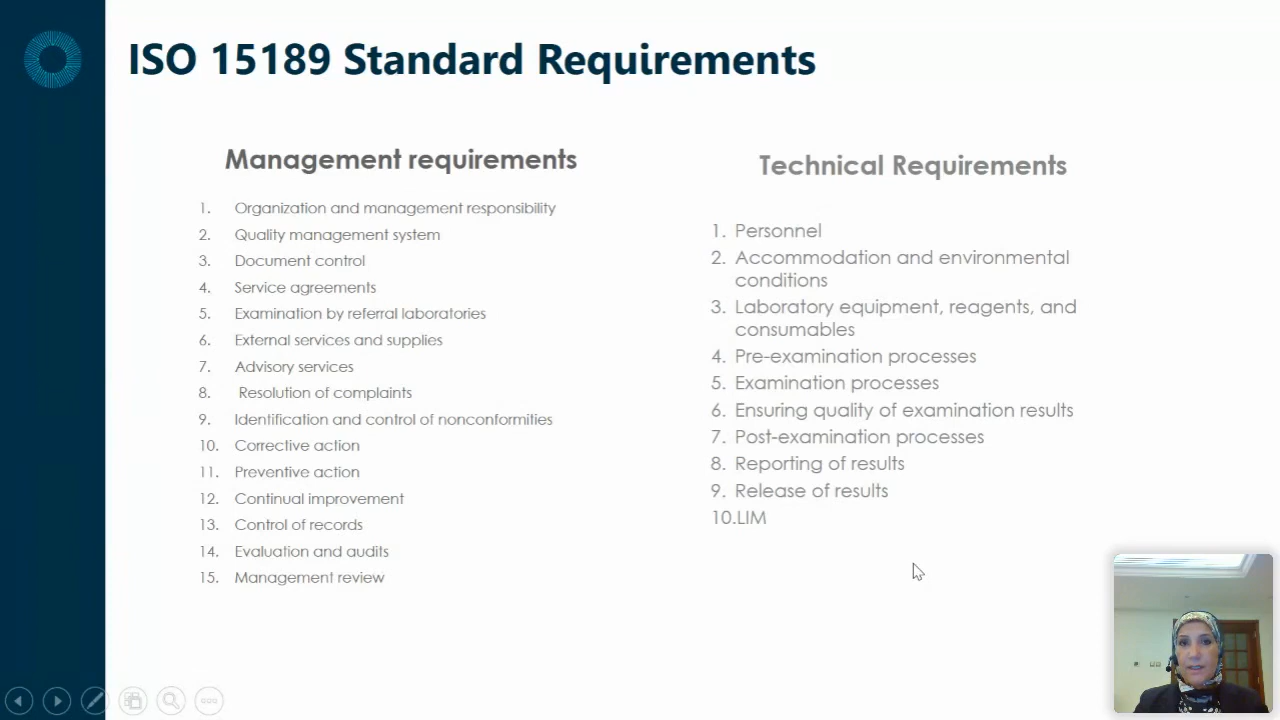 ISO 15189 Standard Requirements
Management requirements
1. Organization and management responsibility
2. Quality management system
3. Document control
4. Service agreements
5. Examination by referral laboratories
6. External services and supplies
7. Advisory services
8. Resolution of complaints
9. Identification and control of nonconformities
10. Corrective action
11. Preventive action
12. Continual improvement
13. Control of records
14. Evaluation and audits
15. Management review
Technical Requirements
1. Personnel
2. Accommodation and environmental
conditions
3. Laboratory equipment, reagents, and
consumables
4. Pre-examination processes
5. Examination processes
6. Ensuring quality of examination results
7. Post-examination processes
8. Reporting of results
9. Release of results
10.LIM